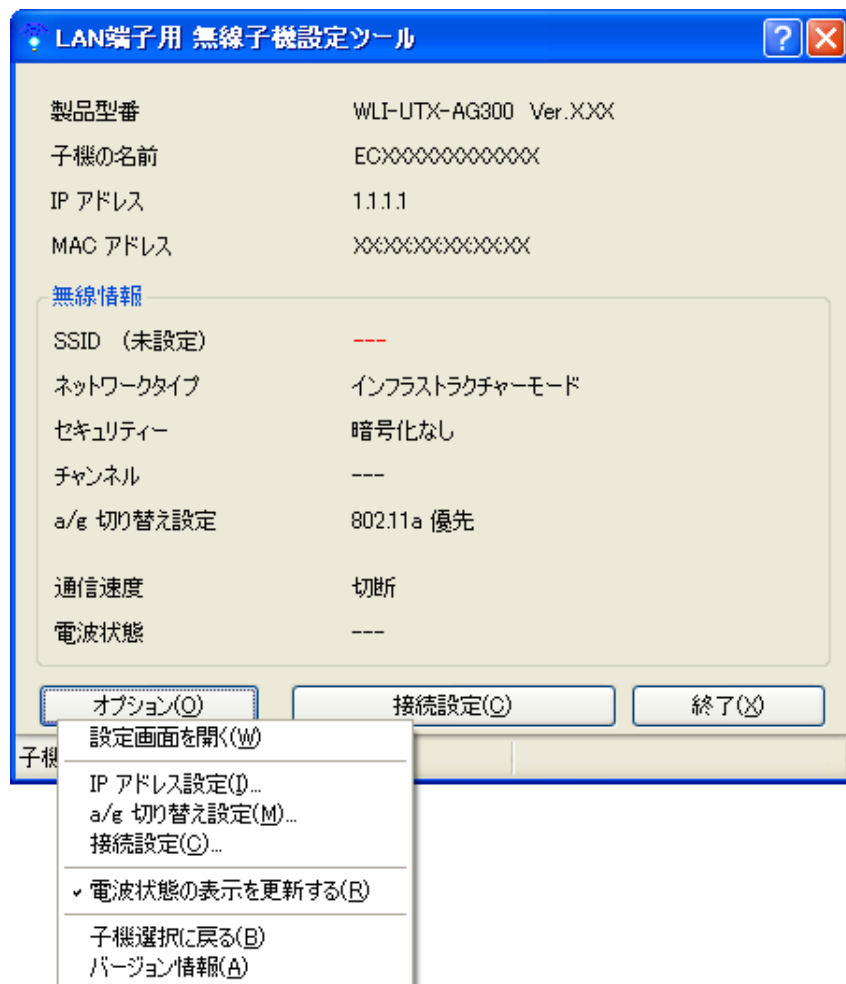 LAN端子用 無線子機設定ツール
製品型番 WLI-UTX-AG300 Ver.X.XX
子機の名前 ECXXXXXXXXXXXX
IP アドレス 1.1.1.1
MAC アドレス XX:XX:XX:XX:XX:XX
無線情報
SSID (未設定) ---
ネットワークタイプ インフラストラクチャーモード
セキュリティー 暗号化なし
チャンネル ---
a/g 切り替え設定 802.11a 優先
通信速度 切断
電波状態 ---
オプション(O) 接続設定(C) 終了(X)
設定画面を開く(W)
子機
IP アドレス設定(I)...
a/g 切り替え設定(M)...
接続設定(C)...
電波状態の表示を更新する(R)
子機選択に戻る(B)
バージョン情報(A)